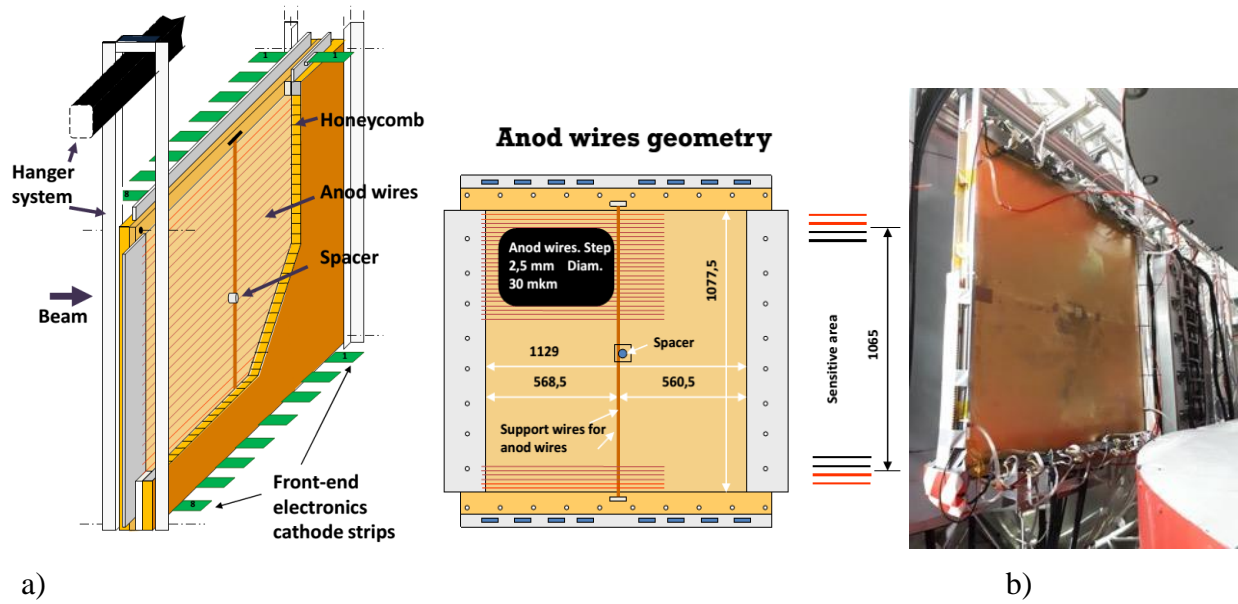 1
1
Honeycomb
Hanger
system
8
Anod wires
Spacer
Beam
1
Front-end
electronics
cathode strips
8
Anod wires geometry
Anod wires. Step
2,5 mm Diam.
30 mkm
1077,5
Spacer
1129
568,5
560,5
Support wires for
anod wires
Sensitive area
1065
a)
b)